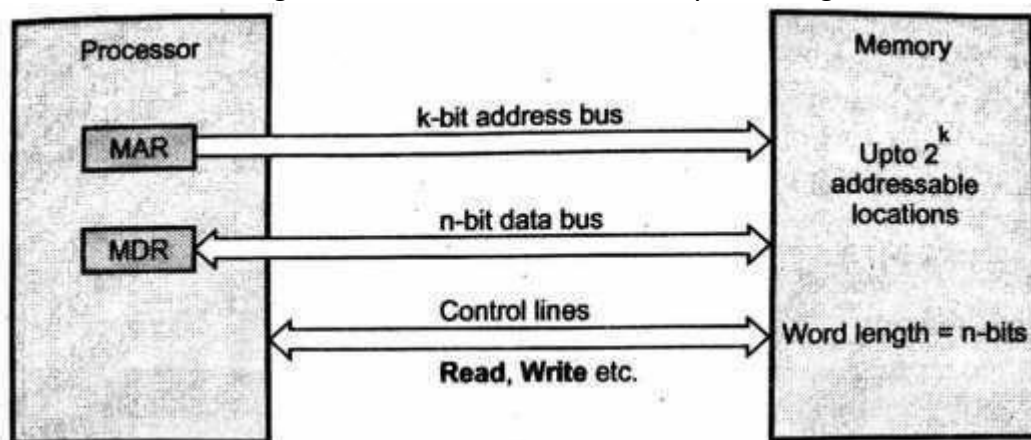 Processor
Memory
MAR
k-bit address bus
Upto 2^k
addressable
locations
MDR
n-bit data bus
Control lines
Word length = n-bits
Read, Write etc.